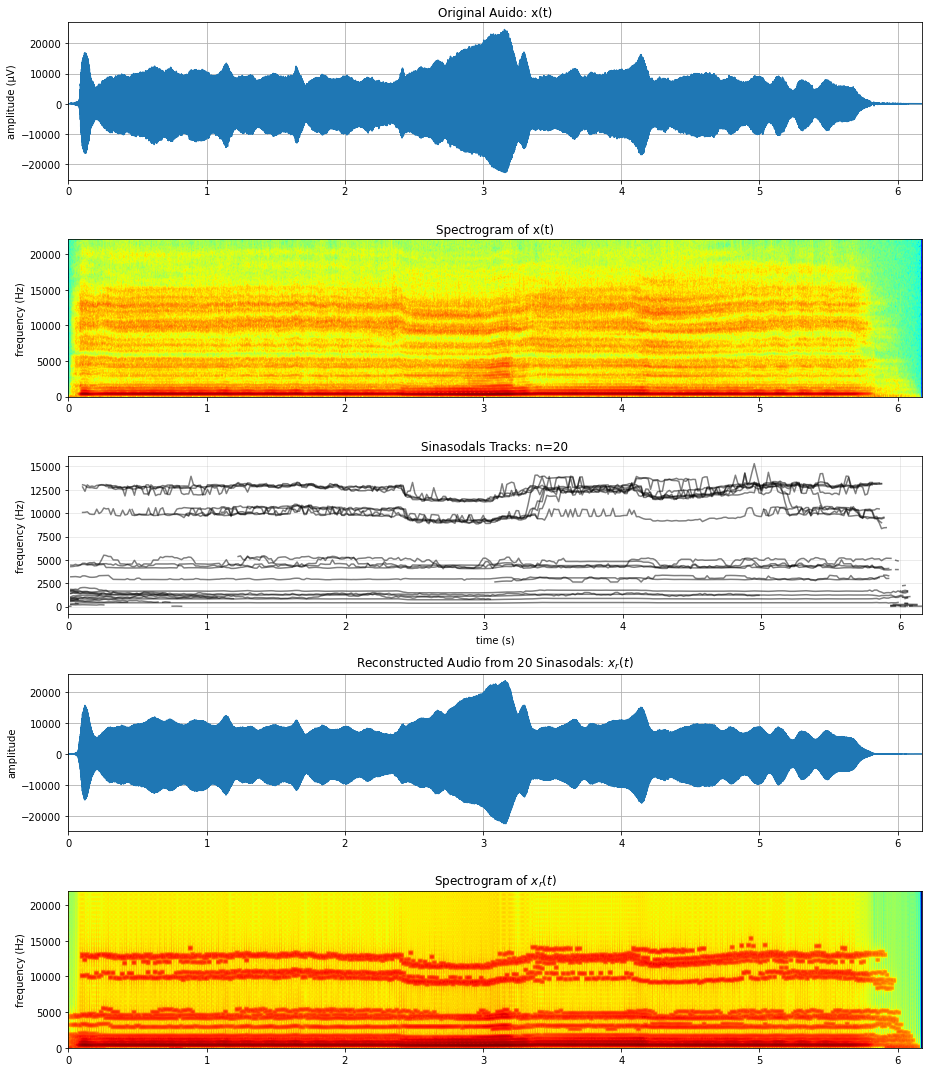 Original Auido: x(t)
amplitude (µV)
20000
10000
0
−10000
−20000
0 1 2 3 4 5 6
Spectrogram of x(t)
frequency (Hz)
20000
15000
10000
5000
0
0 1 2 3 4 5 6
Sinasodals Tracks: n=20
frequency (Hz)
15000
12500
10000
7500
5000
2500
0
0 1 2 3 4 5 6
time (s)
Reconstructed Audio from 20 Sinasodals: xr(t)
amplitude
20000
10000
0
−10000
−20000
0 1 2 3 4 5 6
Spectrogram of xr(t)
frequency (Hz)
20000
15000
10000
5000
0
0 1 2 3 4 5 6